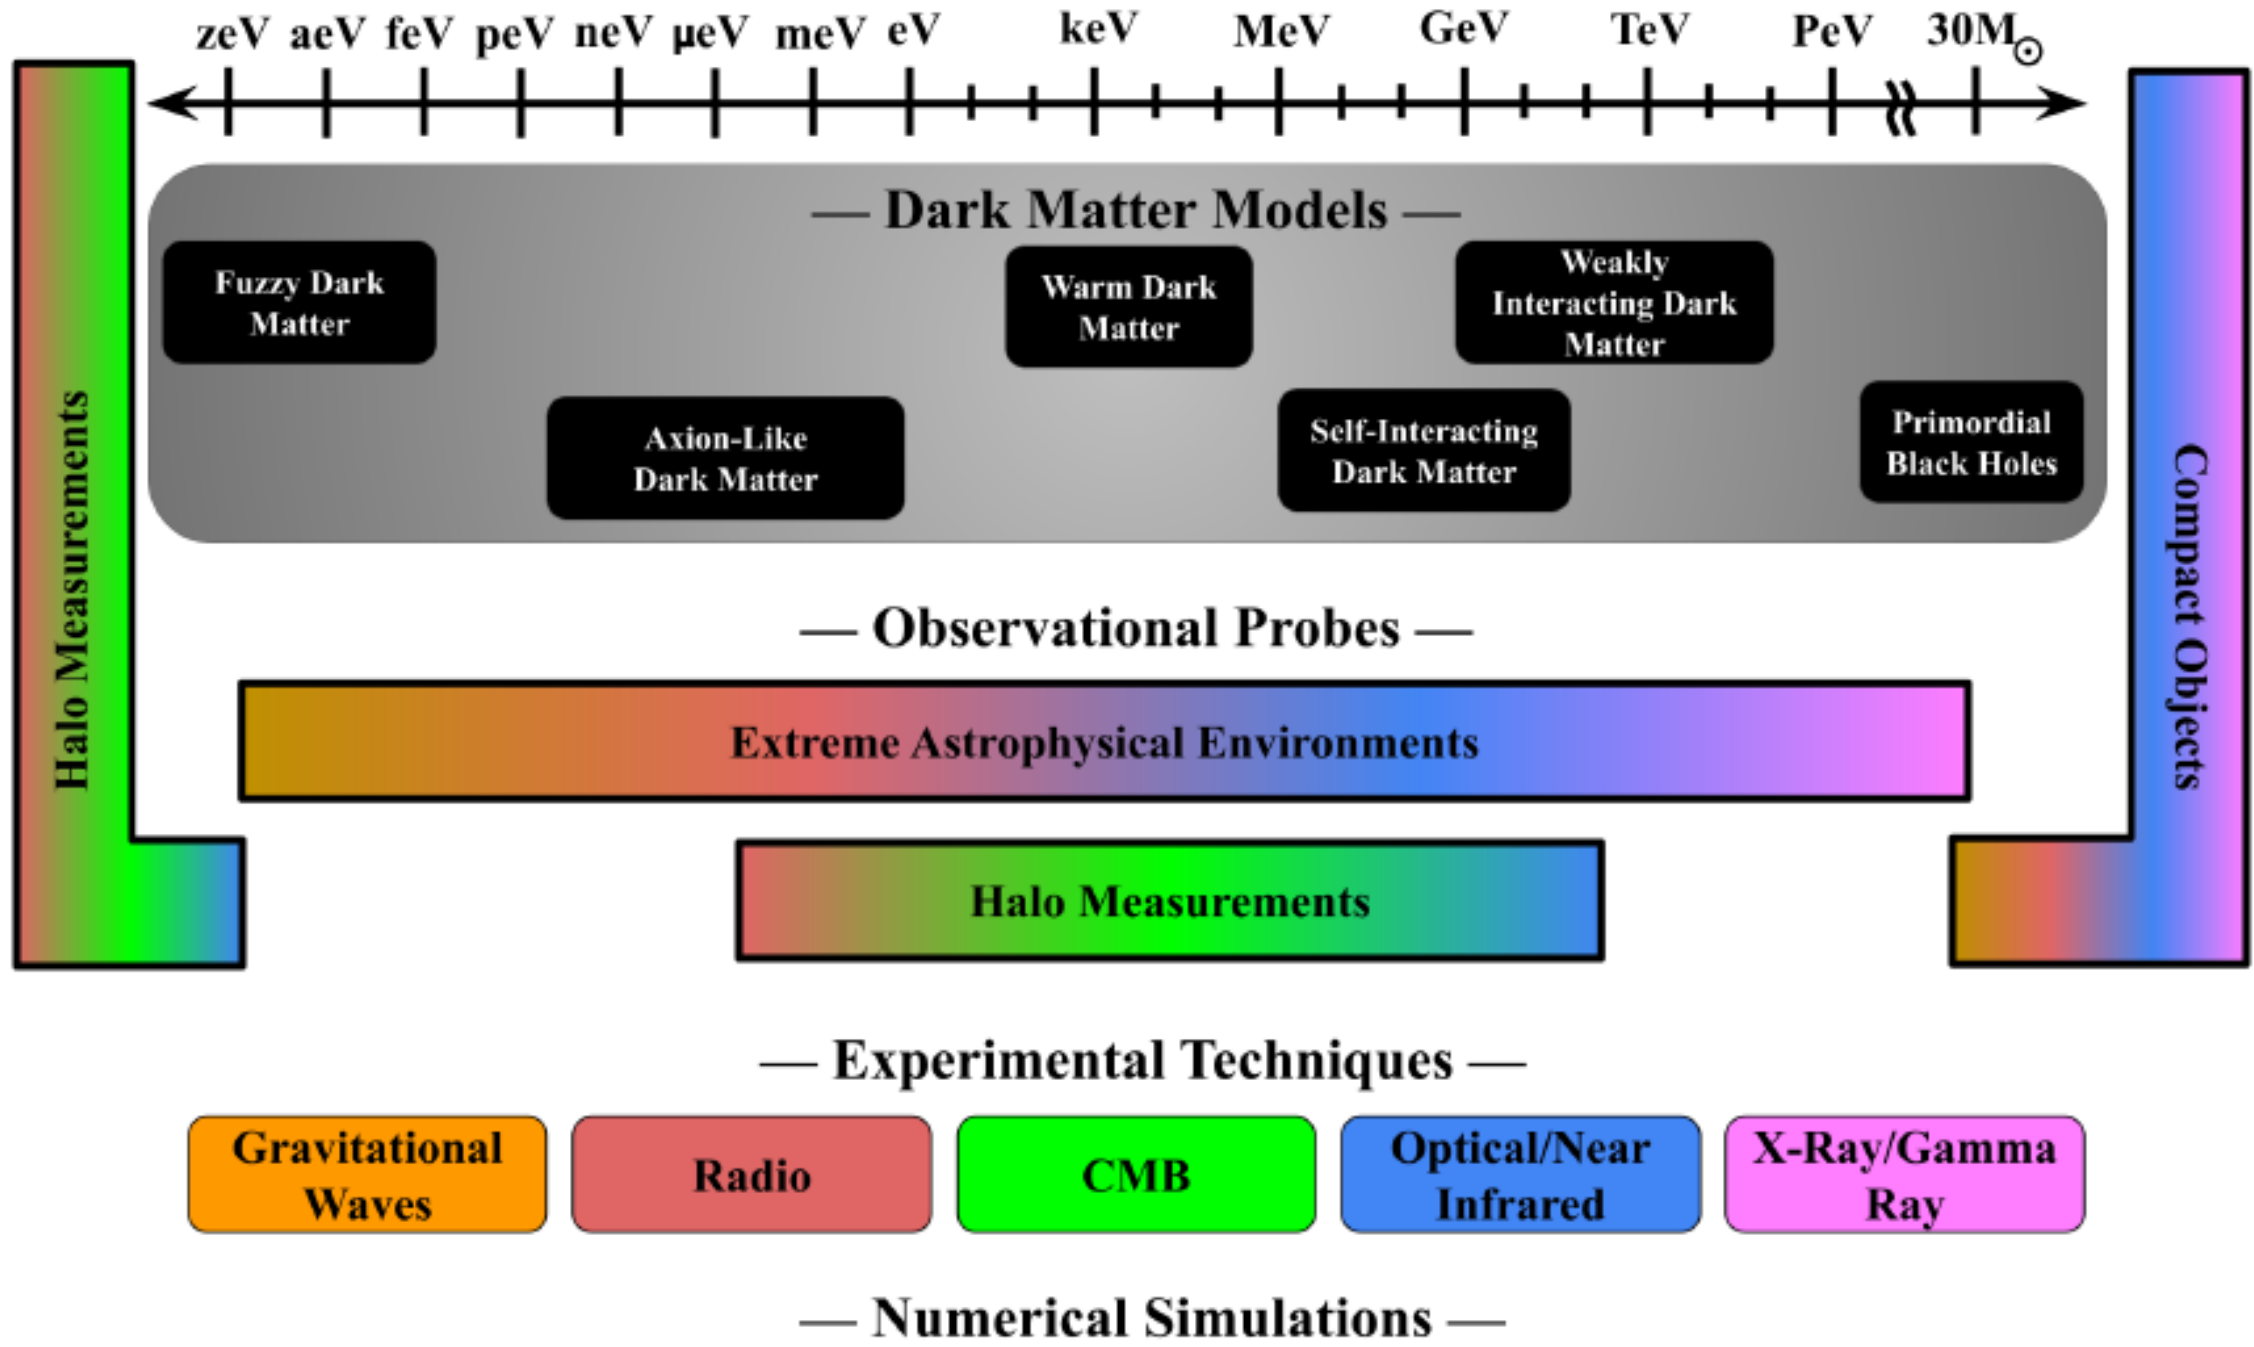 zeV aeV feV peV neV μeV meV eV keV MeV GeV TeV PeV 30M☉
— Dark Matter Models —
Fuzzy Dark
Matter
Warm Dark
Matter
Weakly
Interacting Dark
Matter
Axion-Like
Dark Matter
Self-Interacting
Dark Matter
Primordial
Black Holes
Halo Measurements
Compact Objects
— Observational Probes —
Extreme Astrophysical Environments
Halo Measurements
— Experimental Techniques —
Gravitational
Waves
Radio
CMB
Optical/Near
Infrared
X-Ray/Gamma
Ray
— Numerical Simulations —